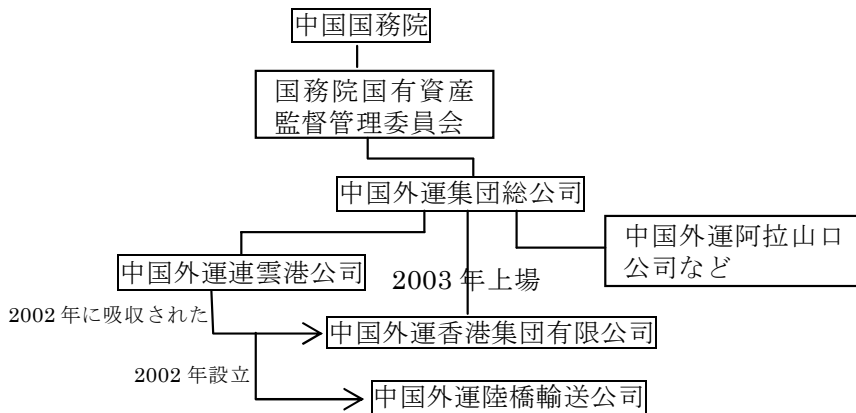 中国国務院
国務院国有資産
監督管理委員会
中国外運集団総公司
中国外運阿拉山口
公司など
中国外運連雲港公司
2003 年上場
2002 年に吸収された
中国外運香港集団有限公司
2002 年設立
中国外運陸橋輸送公司